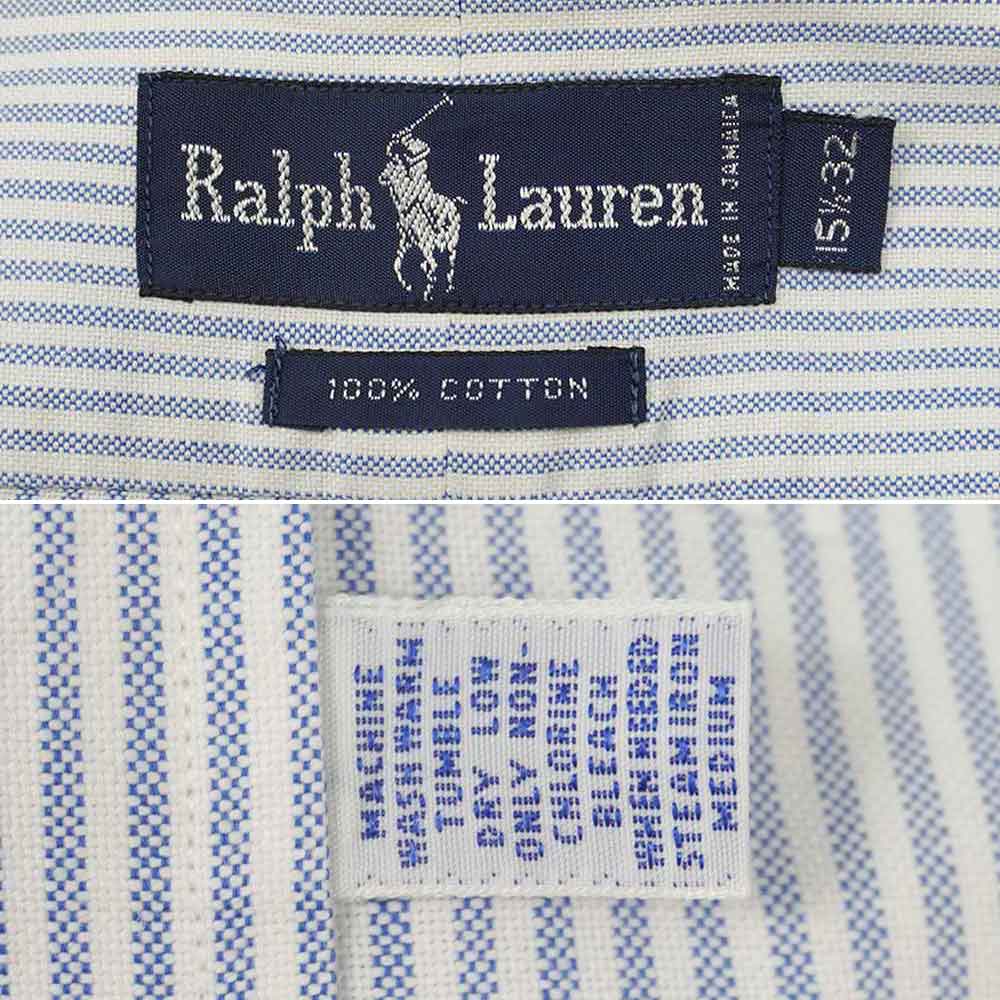 Ralph Lauren
MADE IN JAMAICA
15½-32
100% COTTON
MACHINE
WASH WARM
TUMBLE
DRY LOW
ONLY NON-
CHLORINE
BLEACH
WHEN NEEDED
STEAM IRON
MEDIUM